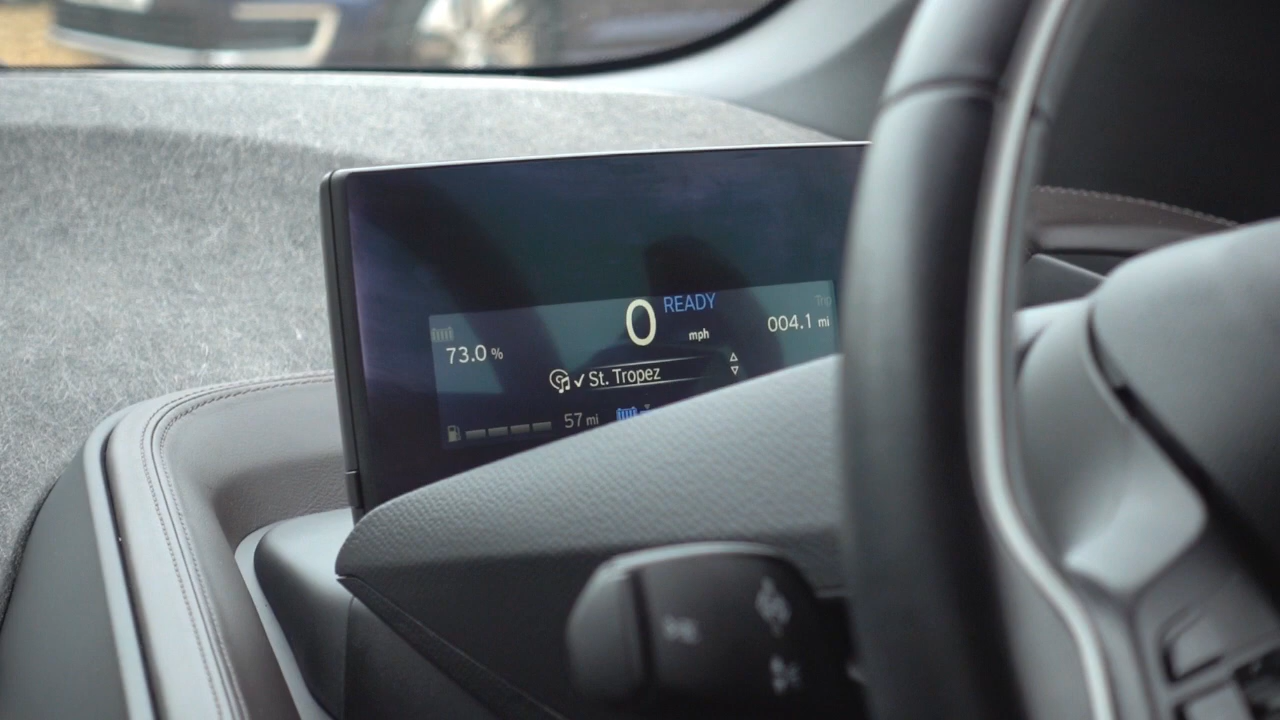 0 READY
mph
Trip
004.1 mi
73.0 %
✓ St. Tropez
57 mi